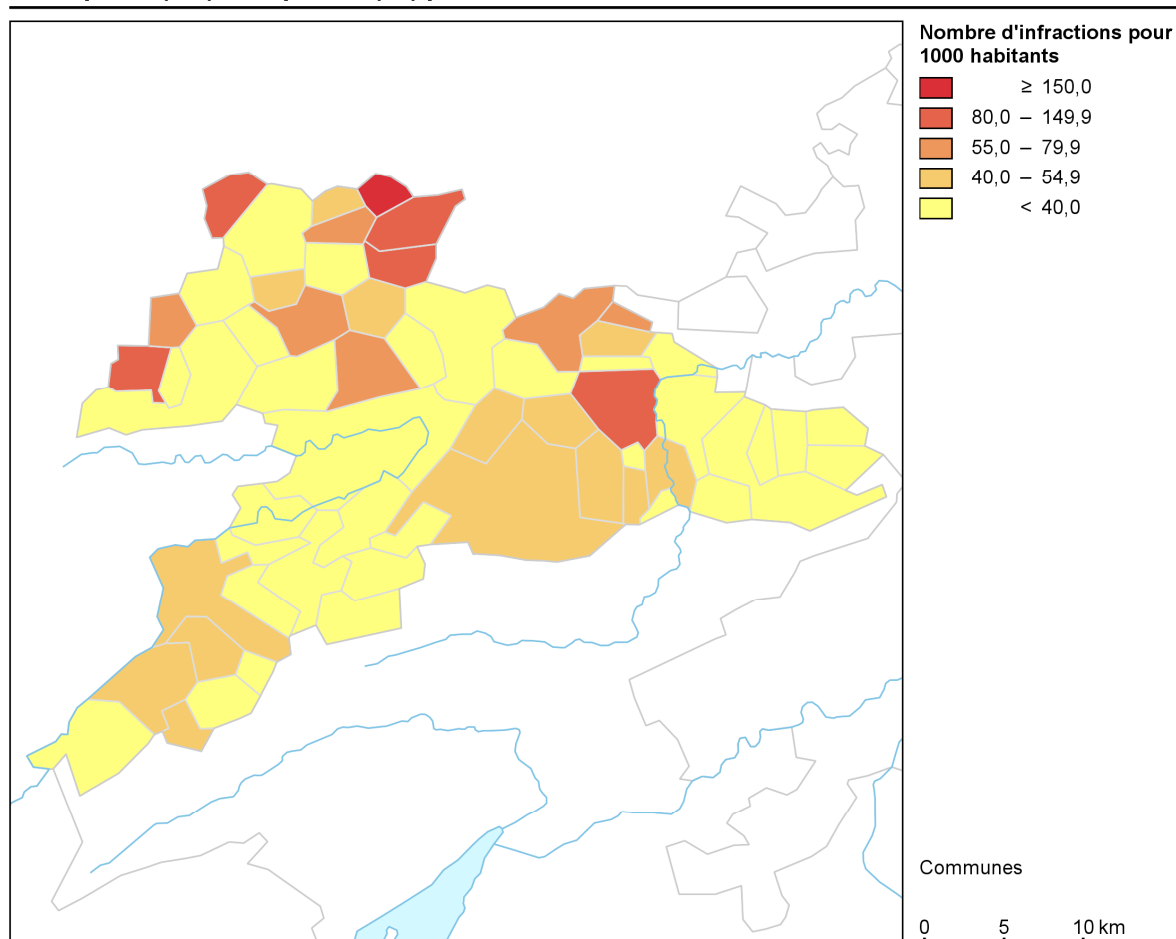 Nombre d'infractions pour
1000 habitants
≥ 150,0
80,0 – 149,9
55,0 – 79,9
40,0 – 54,9
< 40,0
Communes
0 5 10 km